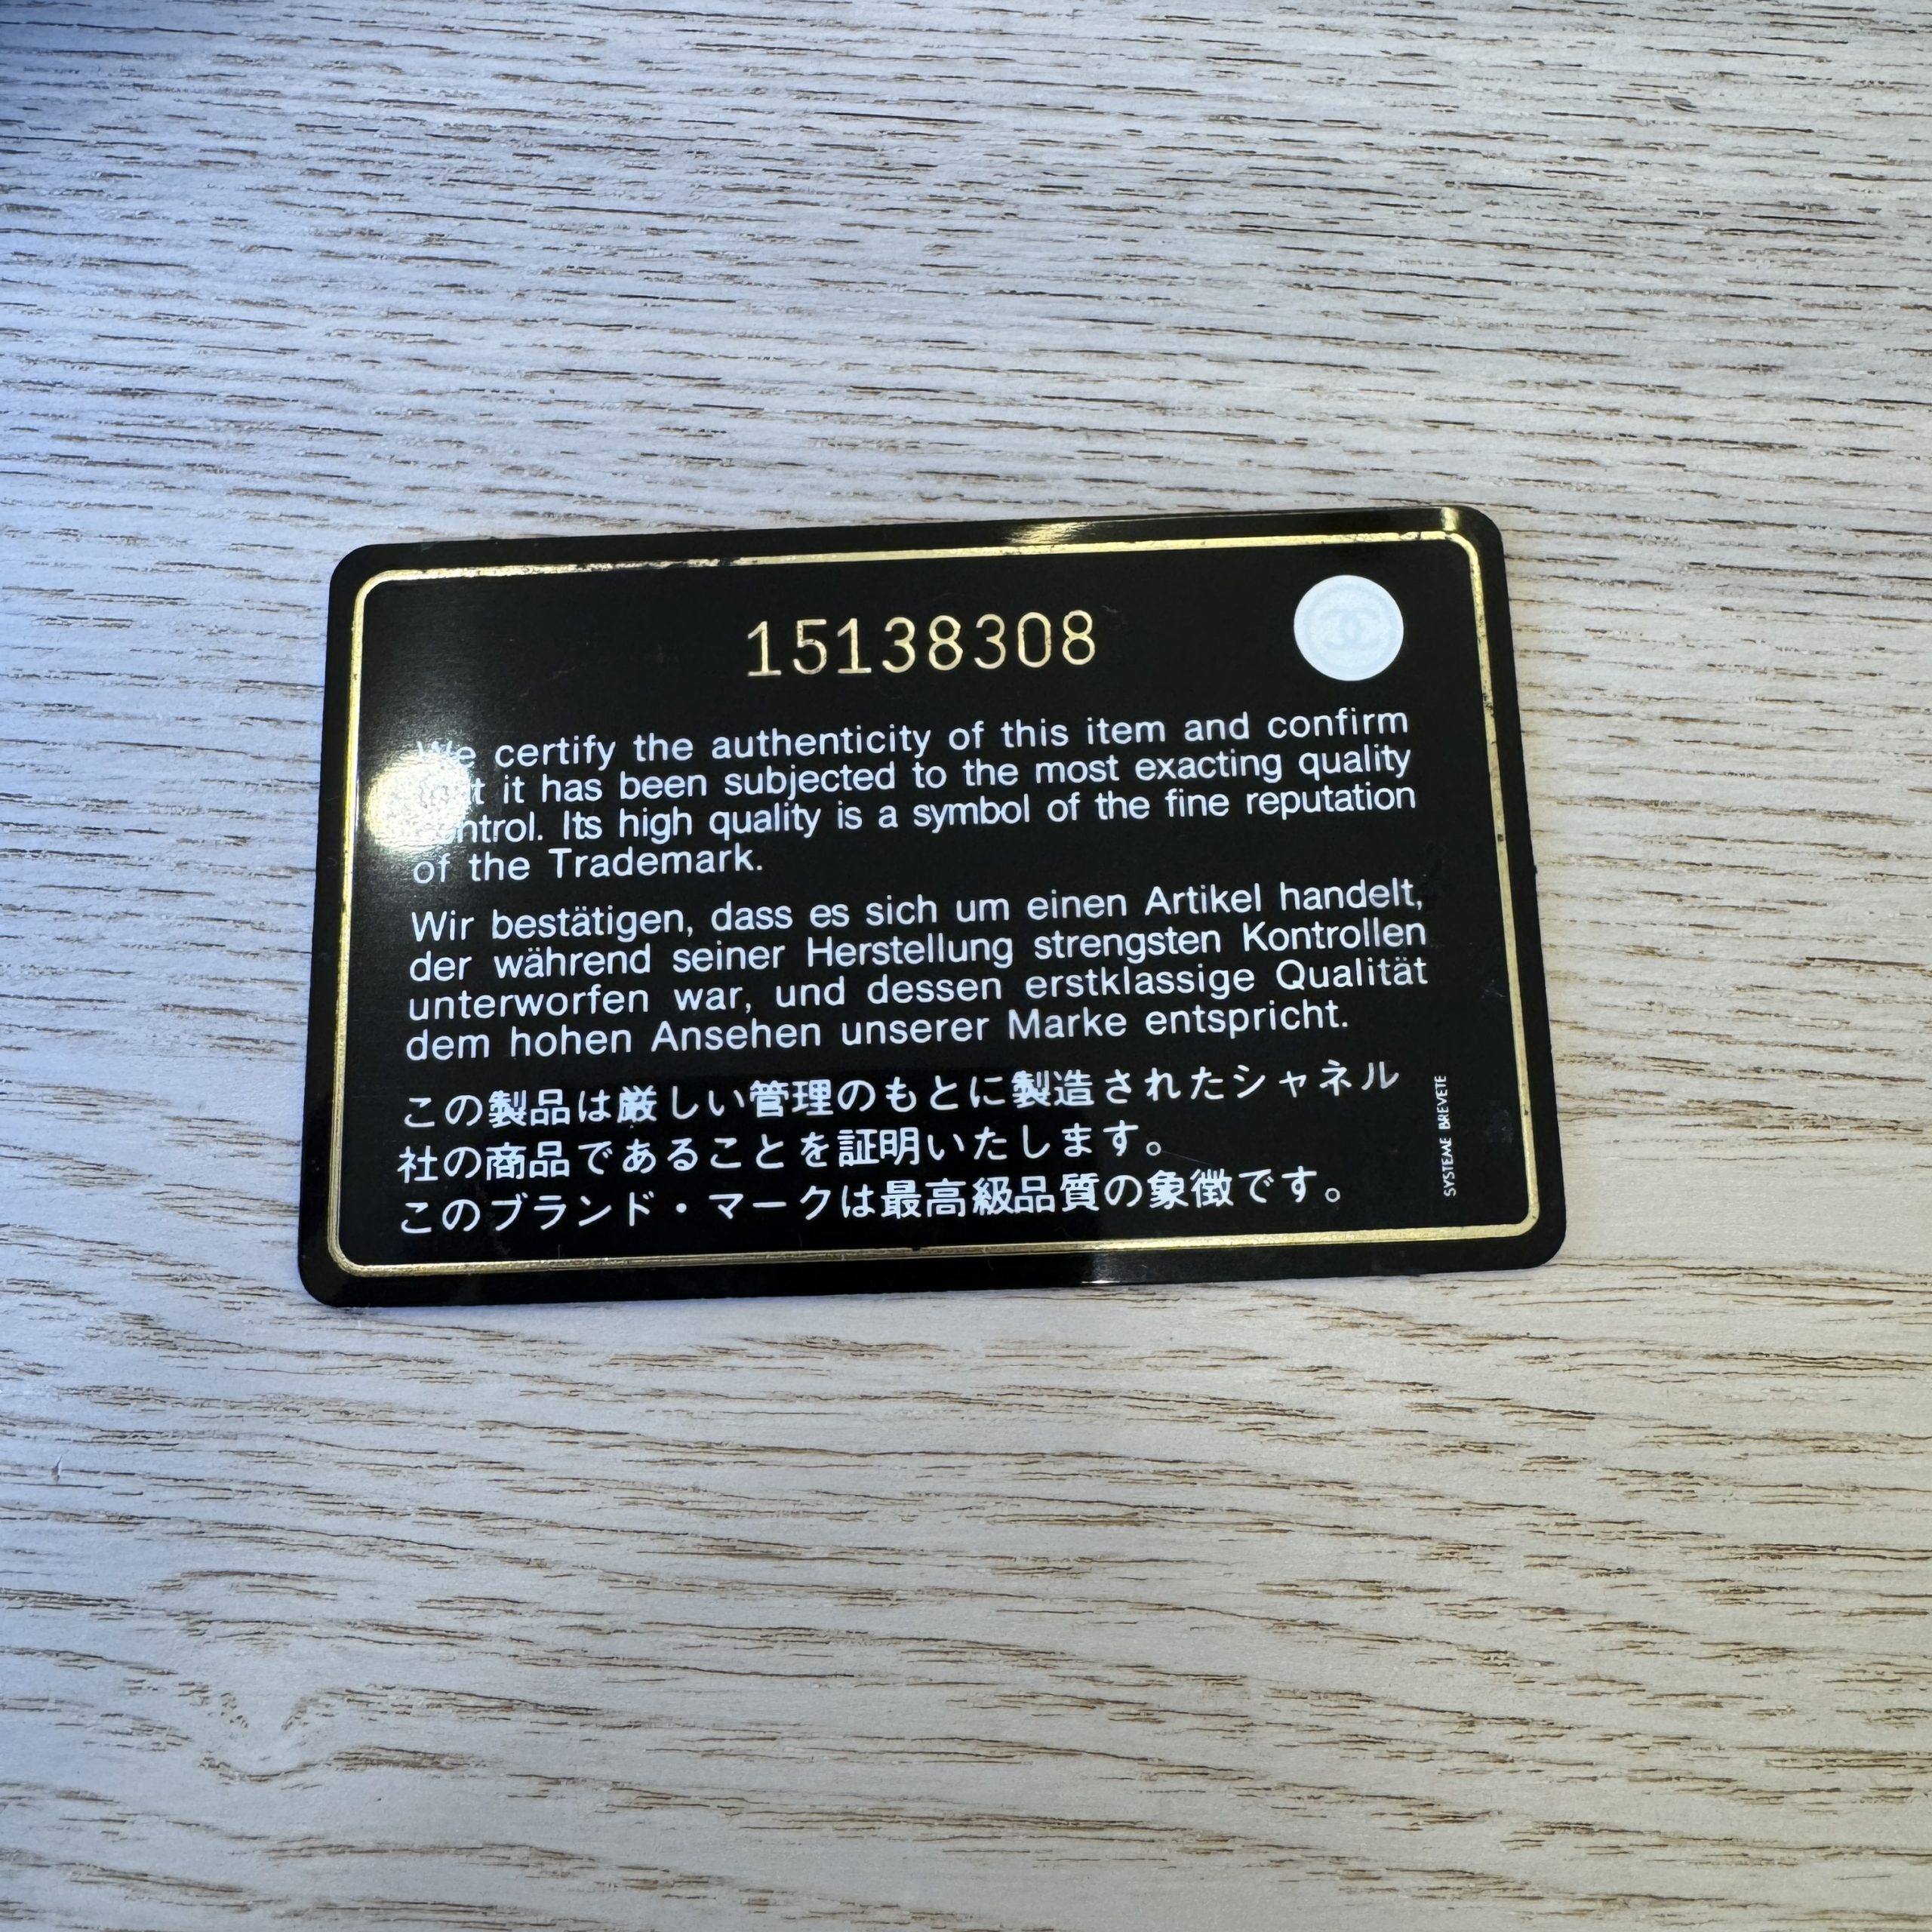 15138308
certify the authenticity of this item and confirm
it has been subjected to the most exacting quality
Its high quality is a symbol of the fine reputation
of the Trademark.
Wir bestätigen, dass es sich um einen Artikel handelt,
der während seiner Herstellung strengsten Kontrollen
unterworfen war, und dessen erstklassige Qualität
dem hohen Ansehen unserer Marke entspricht.
この製品は厳しい管理のもとに製造されたシャネル
社の商品であることを証明いたします。
このブランド・マークは最高級品質の象徴です。
SYSTEME BREVETE